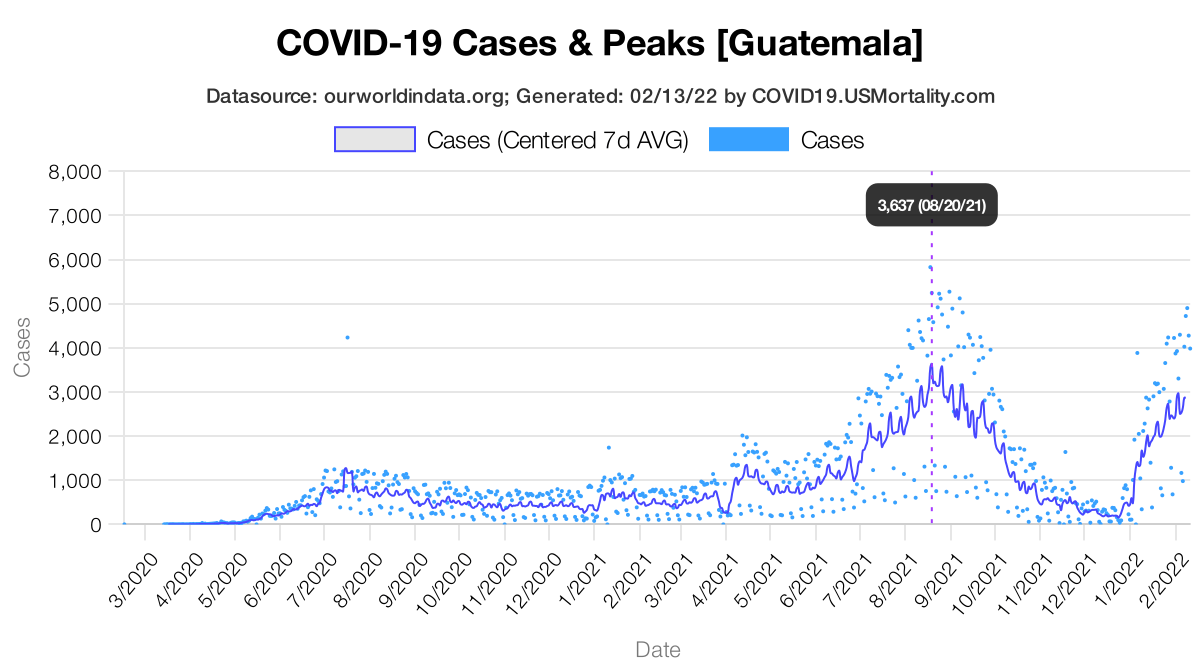 COVID-19 Cases & Peaks [Guatemala]
Datasource: ourworldindata.org; Generated: 02/13/22 by COVID19.USMortality.com
Cases (Centered 7d AVG) Cases
8,000
7,000
3,637 (08/20/21)
6,000
5,000
4,000
3,000
2,000
1,000
0
Cases
3/2020 4/2020 5/2020 6/2020 7/2020 8/2020 9/2020 10/2020 11/2020 12/2020 1/2021 2/2021 3/2021 4/2021 5/2021 6/2021 7/2021 8/2021 9/2021 10/2021 11/2021 12/2021 1/2022 2/2022
Date